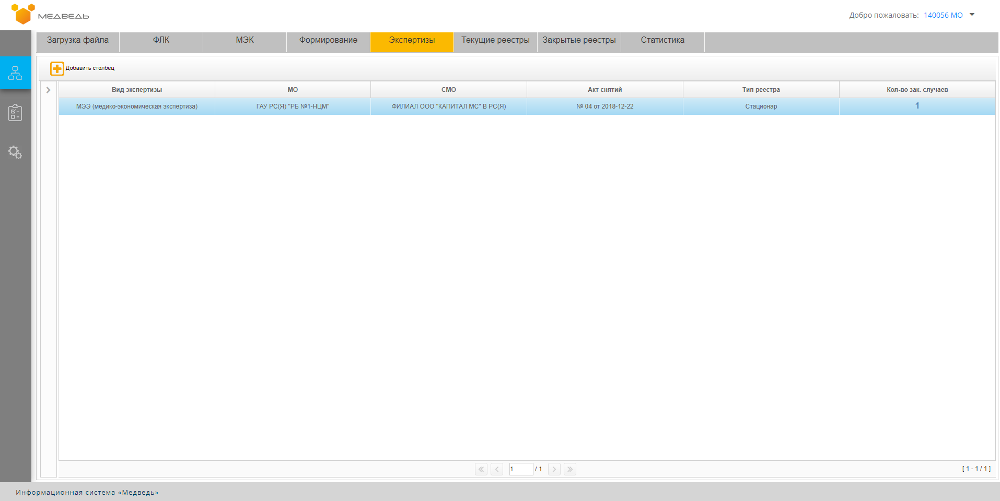 МЕДВЕДЬ
Добро пожаловать: 140056 МО
Загрузка файла ФЛК МЭК Формирование Экспертизы Текущие реестры Закрытые реестры Статистика
Добавить столбец
Вид экспертизы МО СМО Акт снятий Тип реестра Кол-во зак. случаев
МЭЭ (медико-экономическая экспертиза) ГАУ РС(Я) "РБ №1-НЦМ" ФИЛИАЛ ООО "КАПИТАЛ МС" В РС(Я) № 04 от 2018-12-22 Стационар 1
1 / 1 [ 1 - 1 / 1 ]
Информационная система «Медведь»